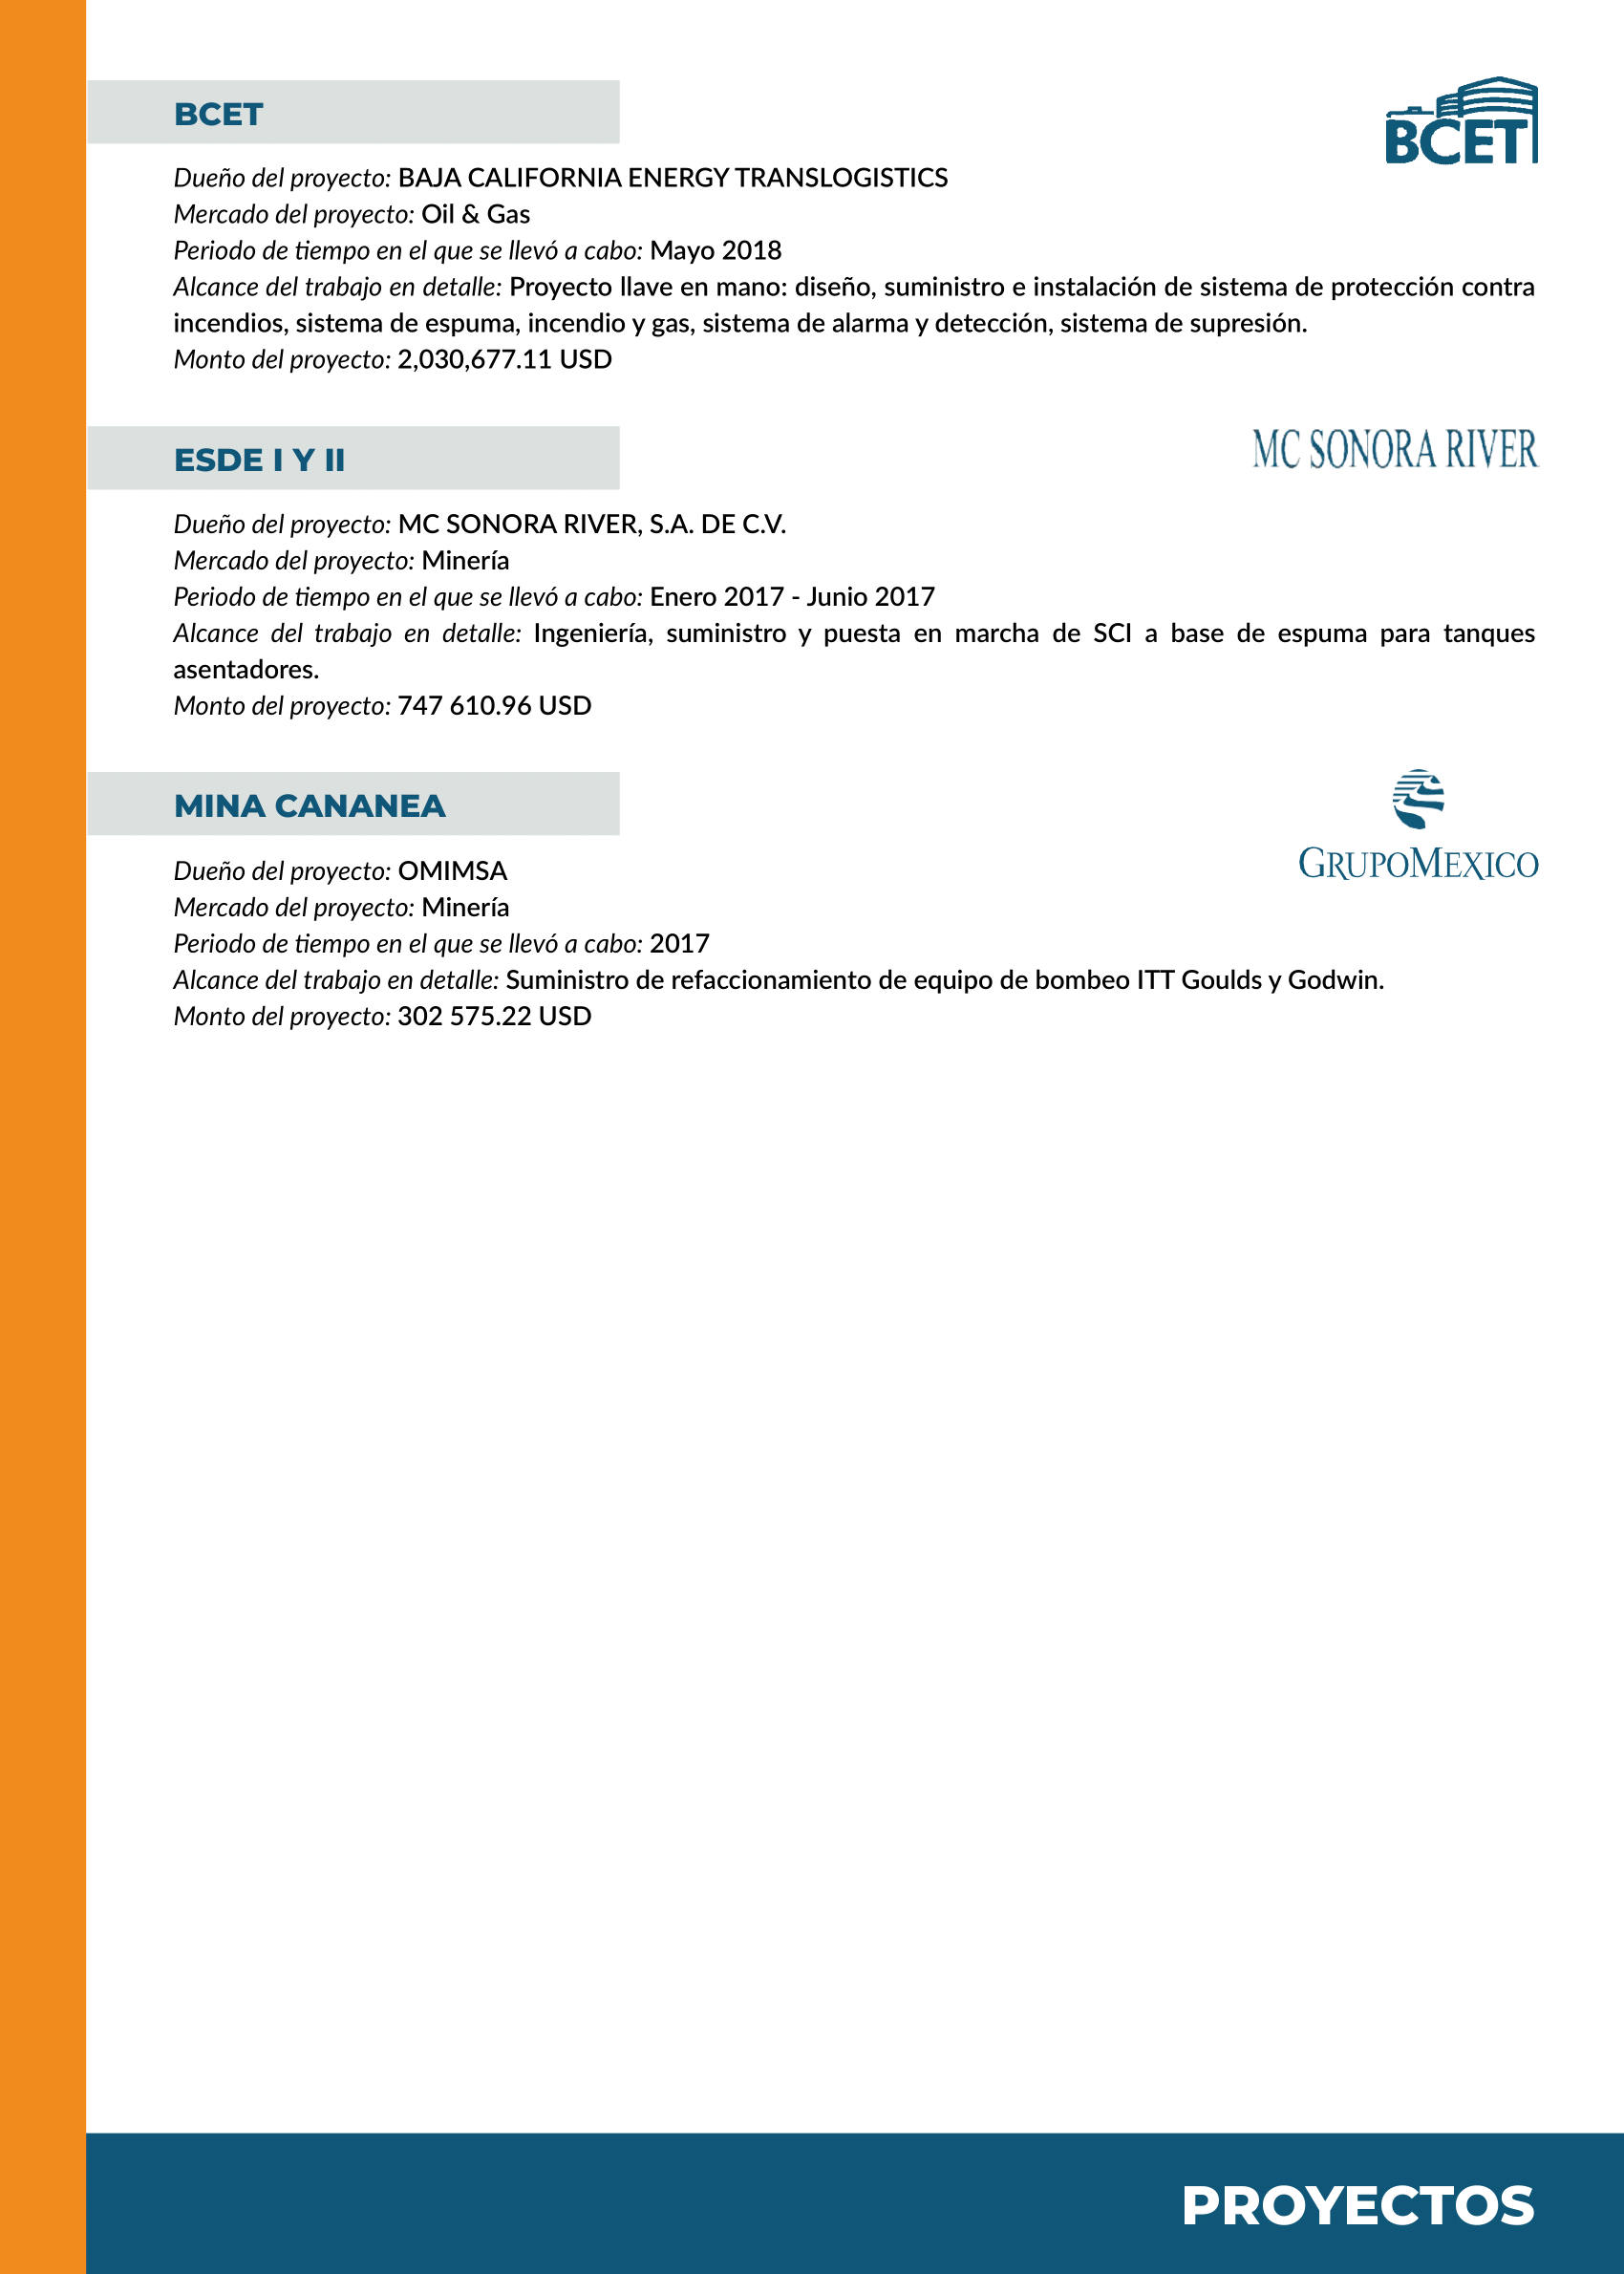 BCET
BCET
Dueño del proyecto: BAJA CALIFORNIA ENERGY TRANSLOGISTICS
Mercado del proyecto: Oil & Gas
Periodo de tiempo en el que se llevó a cabo: Mayo 2018
Alcance del trabajo en detalle: Proyecto llave en mano: diseño, suministro e instalación de sistema de protección contra
incendios, sistema de espuma, incendio y gas, sistema de alarma y detección, sistema de supresión.
Monto del proyecto: 2,030,677.11 USD
ESDE I Y II
MC SONORA RIVER
Dueño del proyecto: MC SONORA RIVER, S.A. DE C.V.
Mercado del proyecto: Minería
Periodo de tiempo en el que se llevó a cabo: Enero 2017 - Junio 2017
Alcance del trabajo en detalle: Ingeniería, suministro y puesta en marcha de SCI a base de espuma para tanques
asentadores.
Monto del proyecto: 747 610.96 USD
MINA CANANEA
GRUPOMEXICO
Dueño del proyecto: OMIMSA
Mercado del proyecto: Minería
Periodo de tiempo en el que se llevó a cabo: 2017
Alcance del trabajo en detalle: Suministro de refaccionamiento de equipo de bombeo ITT Goulds y Godwin.
Monto del proyecto: 302 575.22 USD
PROYECTOS